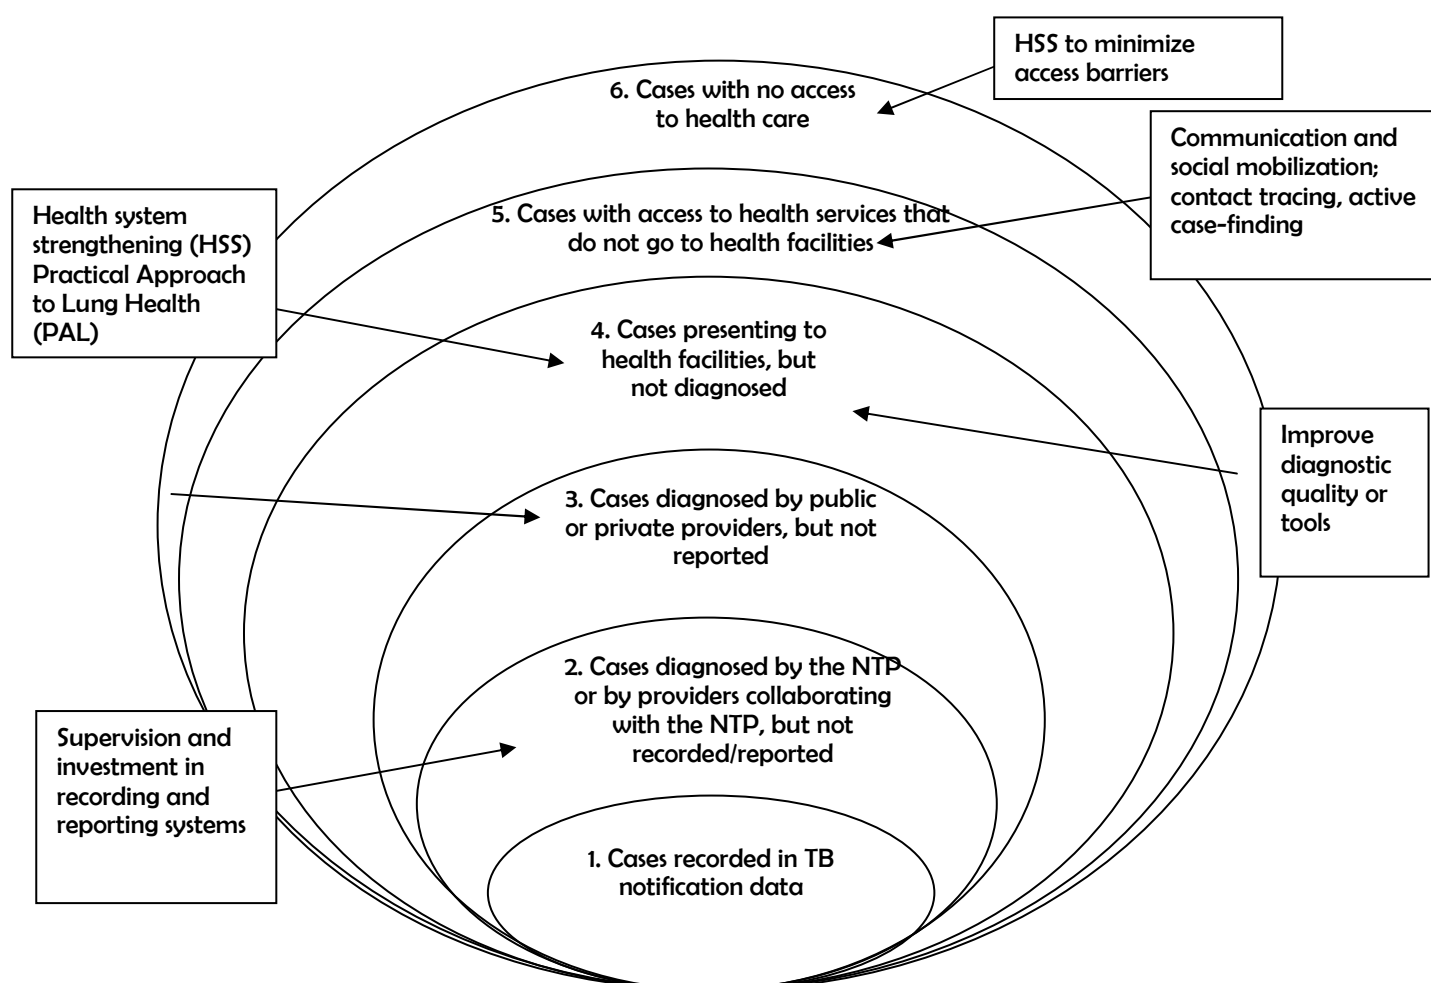 HSS to minimize
access barriers
6. Cases with no access
to health care
Communication and
social mobilization;
contact tracing, active
case-finding
Health system
strengthening (HSS)
Practical Approach
to Lung Health
(PAL)
5. Cases with access to health services that
do not go to health facilities
4. Cases presenting to
health facilities, but
not diagnosed
Improve
diagnostic
quality or
tools
3. Cases diagnosed by public
or private providers, but not
reported
2. Cases diagnosed by the NTP
or by providers collaborating
with the NTP, but not
recorded/reported
Supervision and
investment in
recording and
reporting systems
1. Cases recorded in TB
notification data